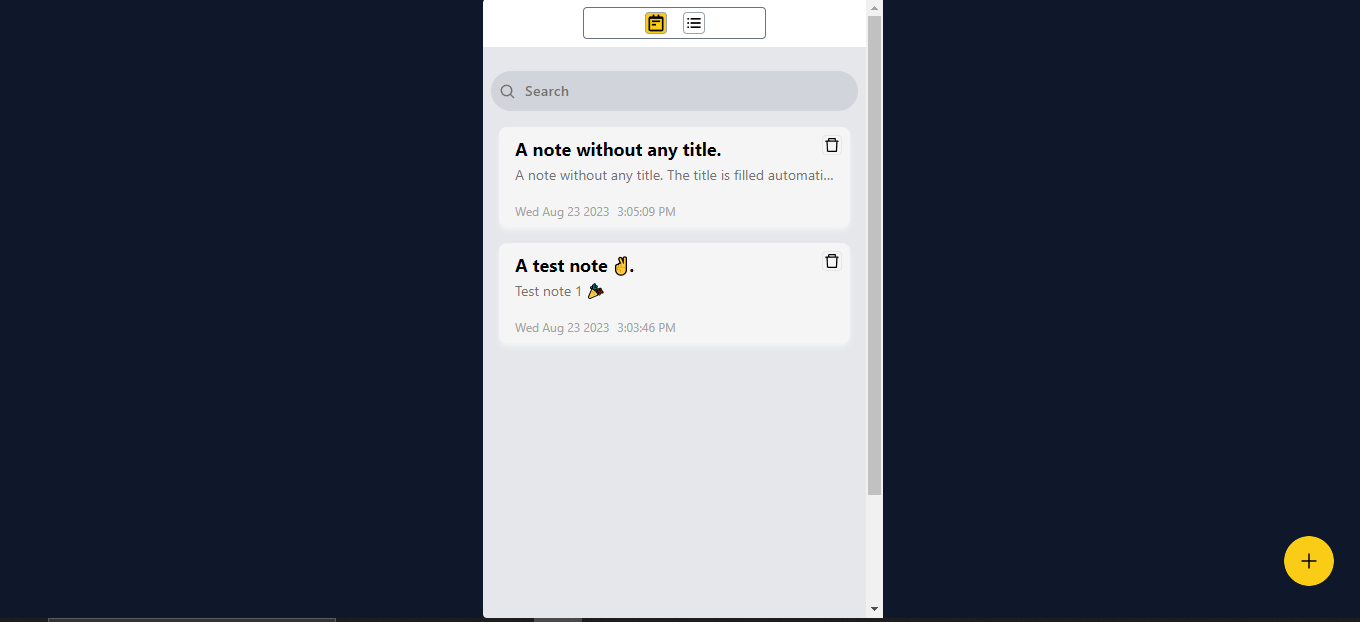 Search
A note without any title.
A note without any title. The title is filled automati...
Wed Aug 23 2023 3:05:09 PM
A test note ✌.
Test note 1 🎉
Wed Aug 23 2023 3:03:46 PM